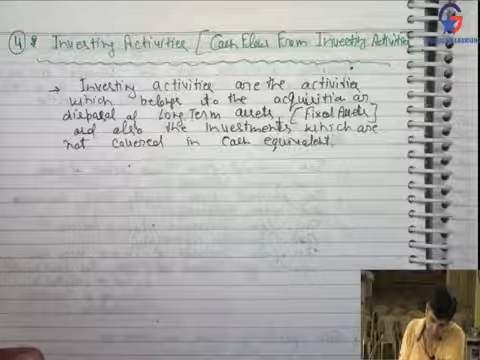 4 Investing Activities [Cash Flows From Investing Activities
→ Investing activities are the activities
which belongs to the acquisition or
disposal of Long Term assets, [Fixed Assets]
and also the investments which are
not covered in Cash equivalent.